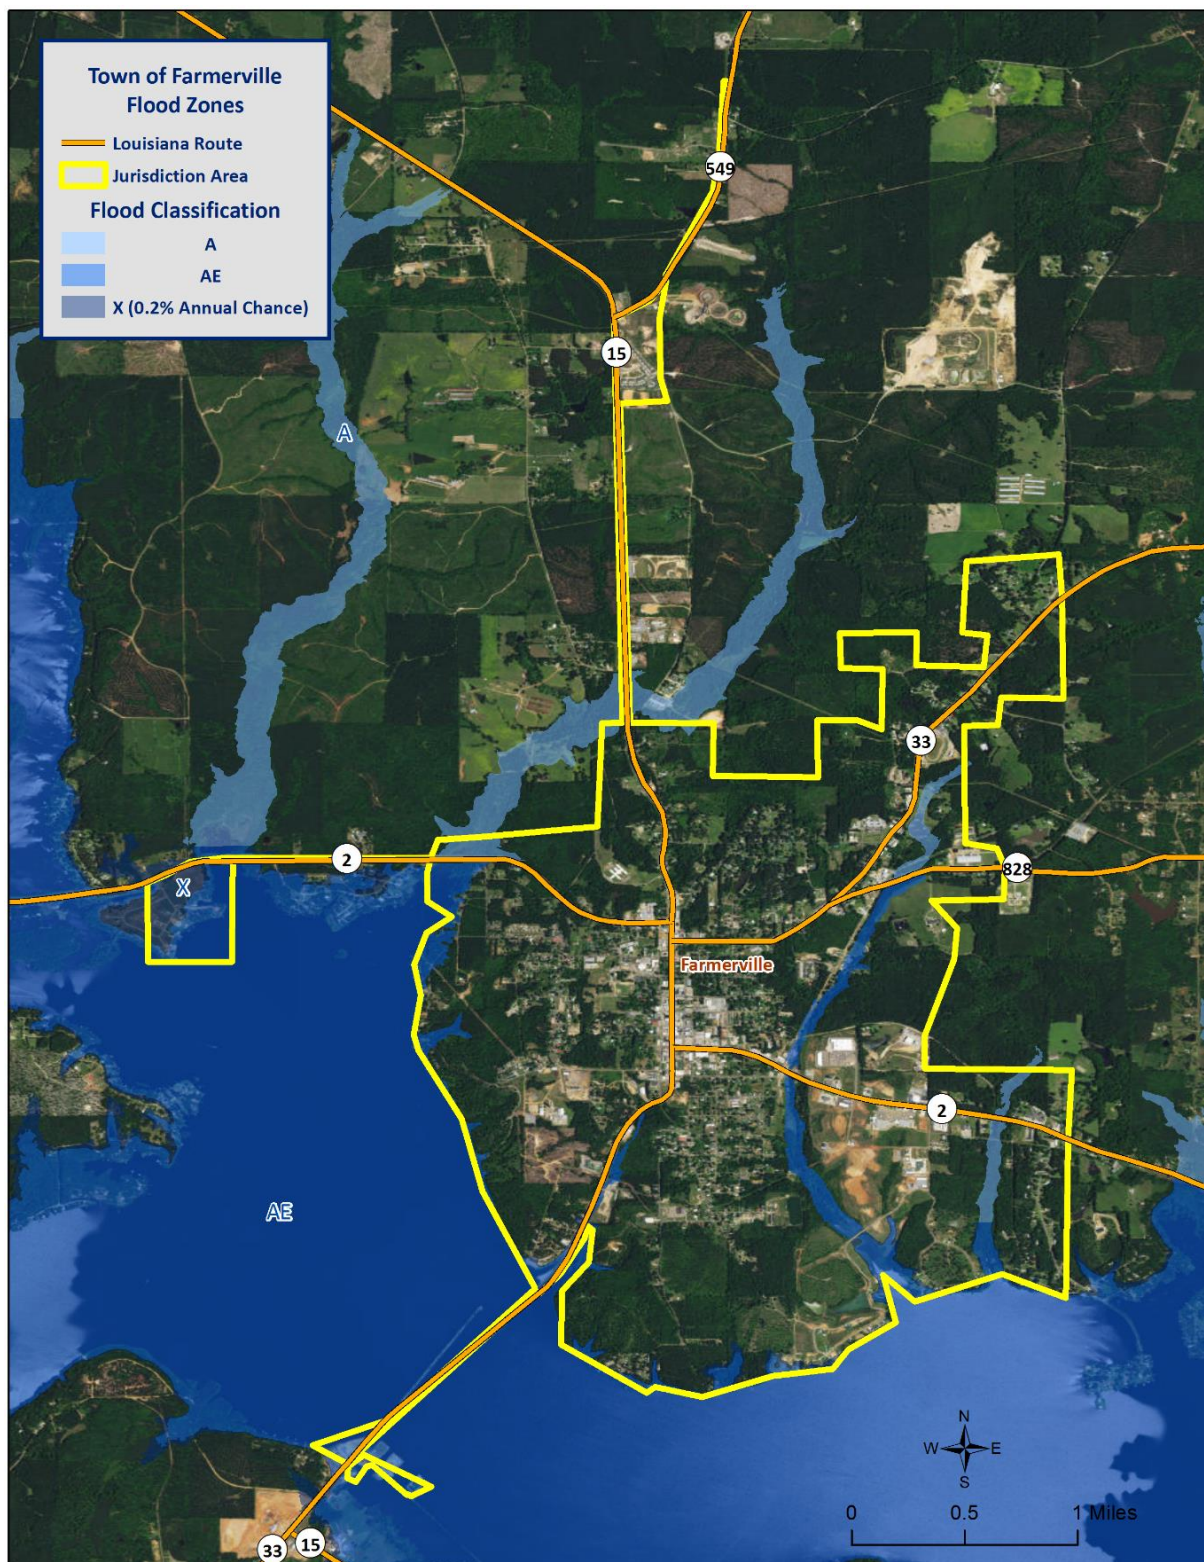 Town of Farmerville
Flood Zones
Louisiana Route
Jurisdiction Area
Flood Classification
A
AE
X (0.2% Annual Chance)
549
15
A
33
2
828
X
Farmerville
2
AE
N
W E
S
0 0.5 1 Miles
33
15